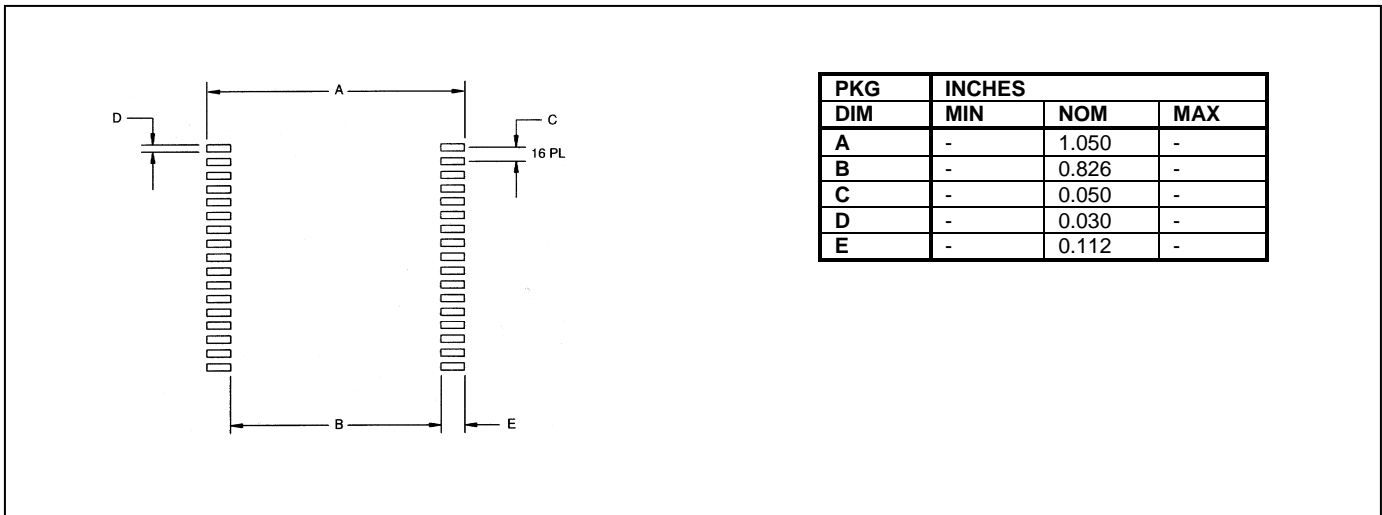 A
D
C
16 PL
B
E
PKG INCHES
DIM MIN NOM MAX
A - 1.050 -
B - 0.826 -
C - 0.050 -
D - 0.030 -
E - 0.112 -